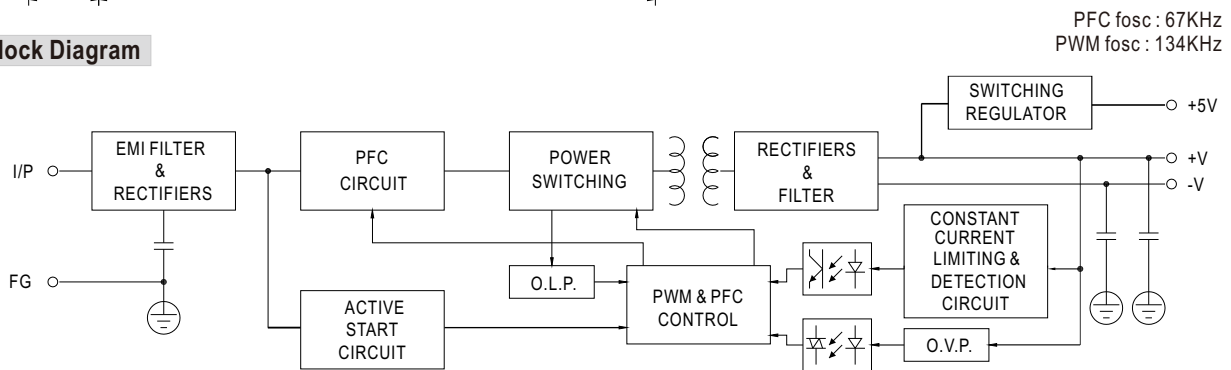 PFC fosc : 67KHz
PWM fosc : 134KHz
lock Diagram
SWITCHING
REGULATOR
+5V
I/P
EMI FILTER
&
RECTIFIERS
PFC
CIRCUIT
POWER
SWITCHING
RECTIFIERS
&
FILTER
+V
-V
CONSTANT
CURRENT
LIMITING &
DETECTION
CIRCUIT
FG
O.L.P.
PWM & PFC
CONTROL
ACTIVE
START
CIRCUIT
O.V.P.